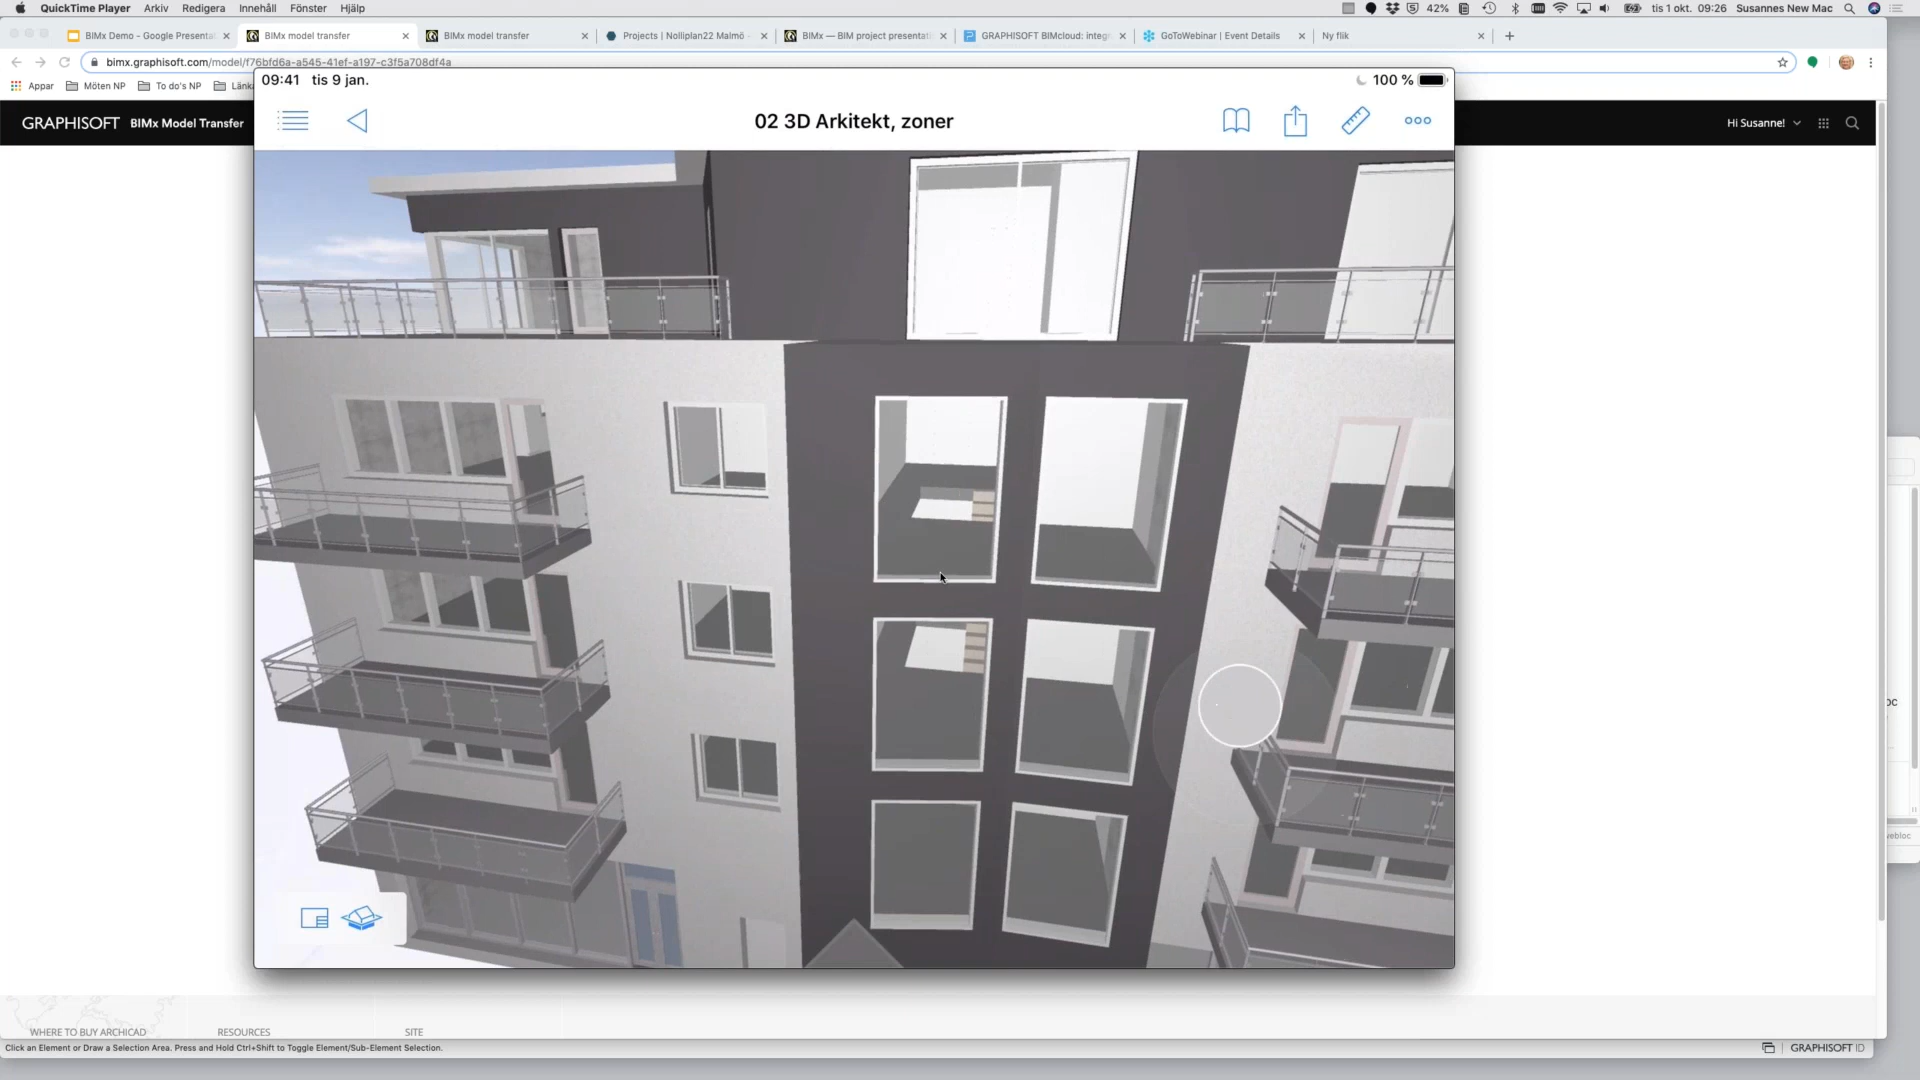 QuickTime Player Arkiv Redigera Innehåll Fönster Hjälp
42% tis 1 okt. 09:26 Susannes New Mac
BIMx Demo - Google Presentat
BIMx model transfer
BIMx model transfer
Projects | Nolliplan22 Malmö -
BIMx — BIM project presentati
GRAPHISOFT BIMcloud: integr
GoToWebinar | Event Details
Ny flik
bimx.graphisoft.com/model/f76bfd6a-a545-41ef-a197-c3f5a708df4a
Appar Möten NP To do's NP Länka
09:41 tis 9 jan.
100 %
GRAPHISOFT BIMx Model Transfer
02 3D Arkitekt, zoner
Hi Susanne!
WHERE TO BUY ARCHICAD RESOURCES SITE
Click an Element or Draw a Selection Area. Press and Hold Ctrl+Shift to Toggle Element/Sub-Element Selection.
GRAPHISOFT ID